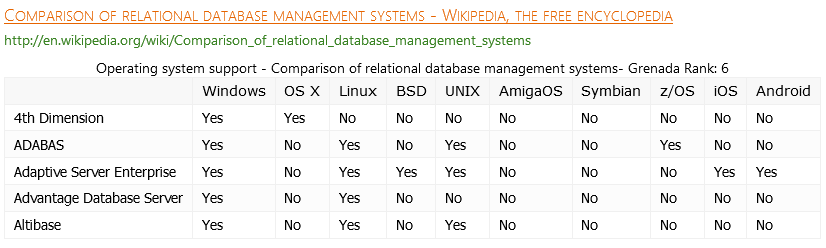 Comparison of relational database management systems - Wikipedia, the free encyclopedia
http://en.wikipedia.org/wiki/Comparison_of_relational_database_management_systems
Operating system support - Comparison of relational database management systems- Grenada Rank: 6
Windows OS X Linux BSD UNIX AmigaOS Symbian z/OS iOS Android
4th Dimension Yes Yes No No No No No No No No
ADABAS Yes No Yes No Yes No No Yes No No
Adaptive Server Enterprise Yes No Yes Yes Yes No No No Yes Yes
Advantage Database Server Yes No Yes No No No No No No No
Altibase Yes No Yes No Yes No No No No No